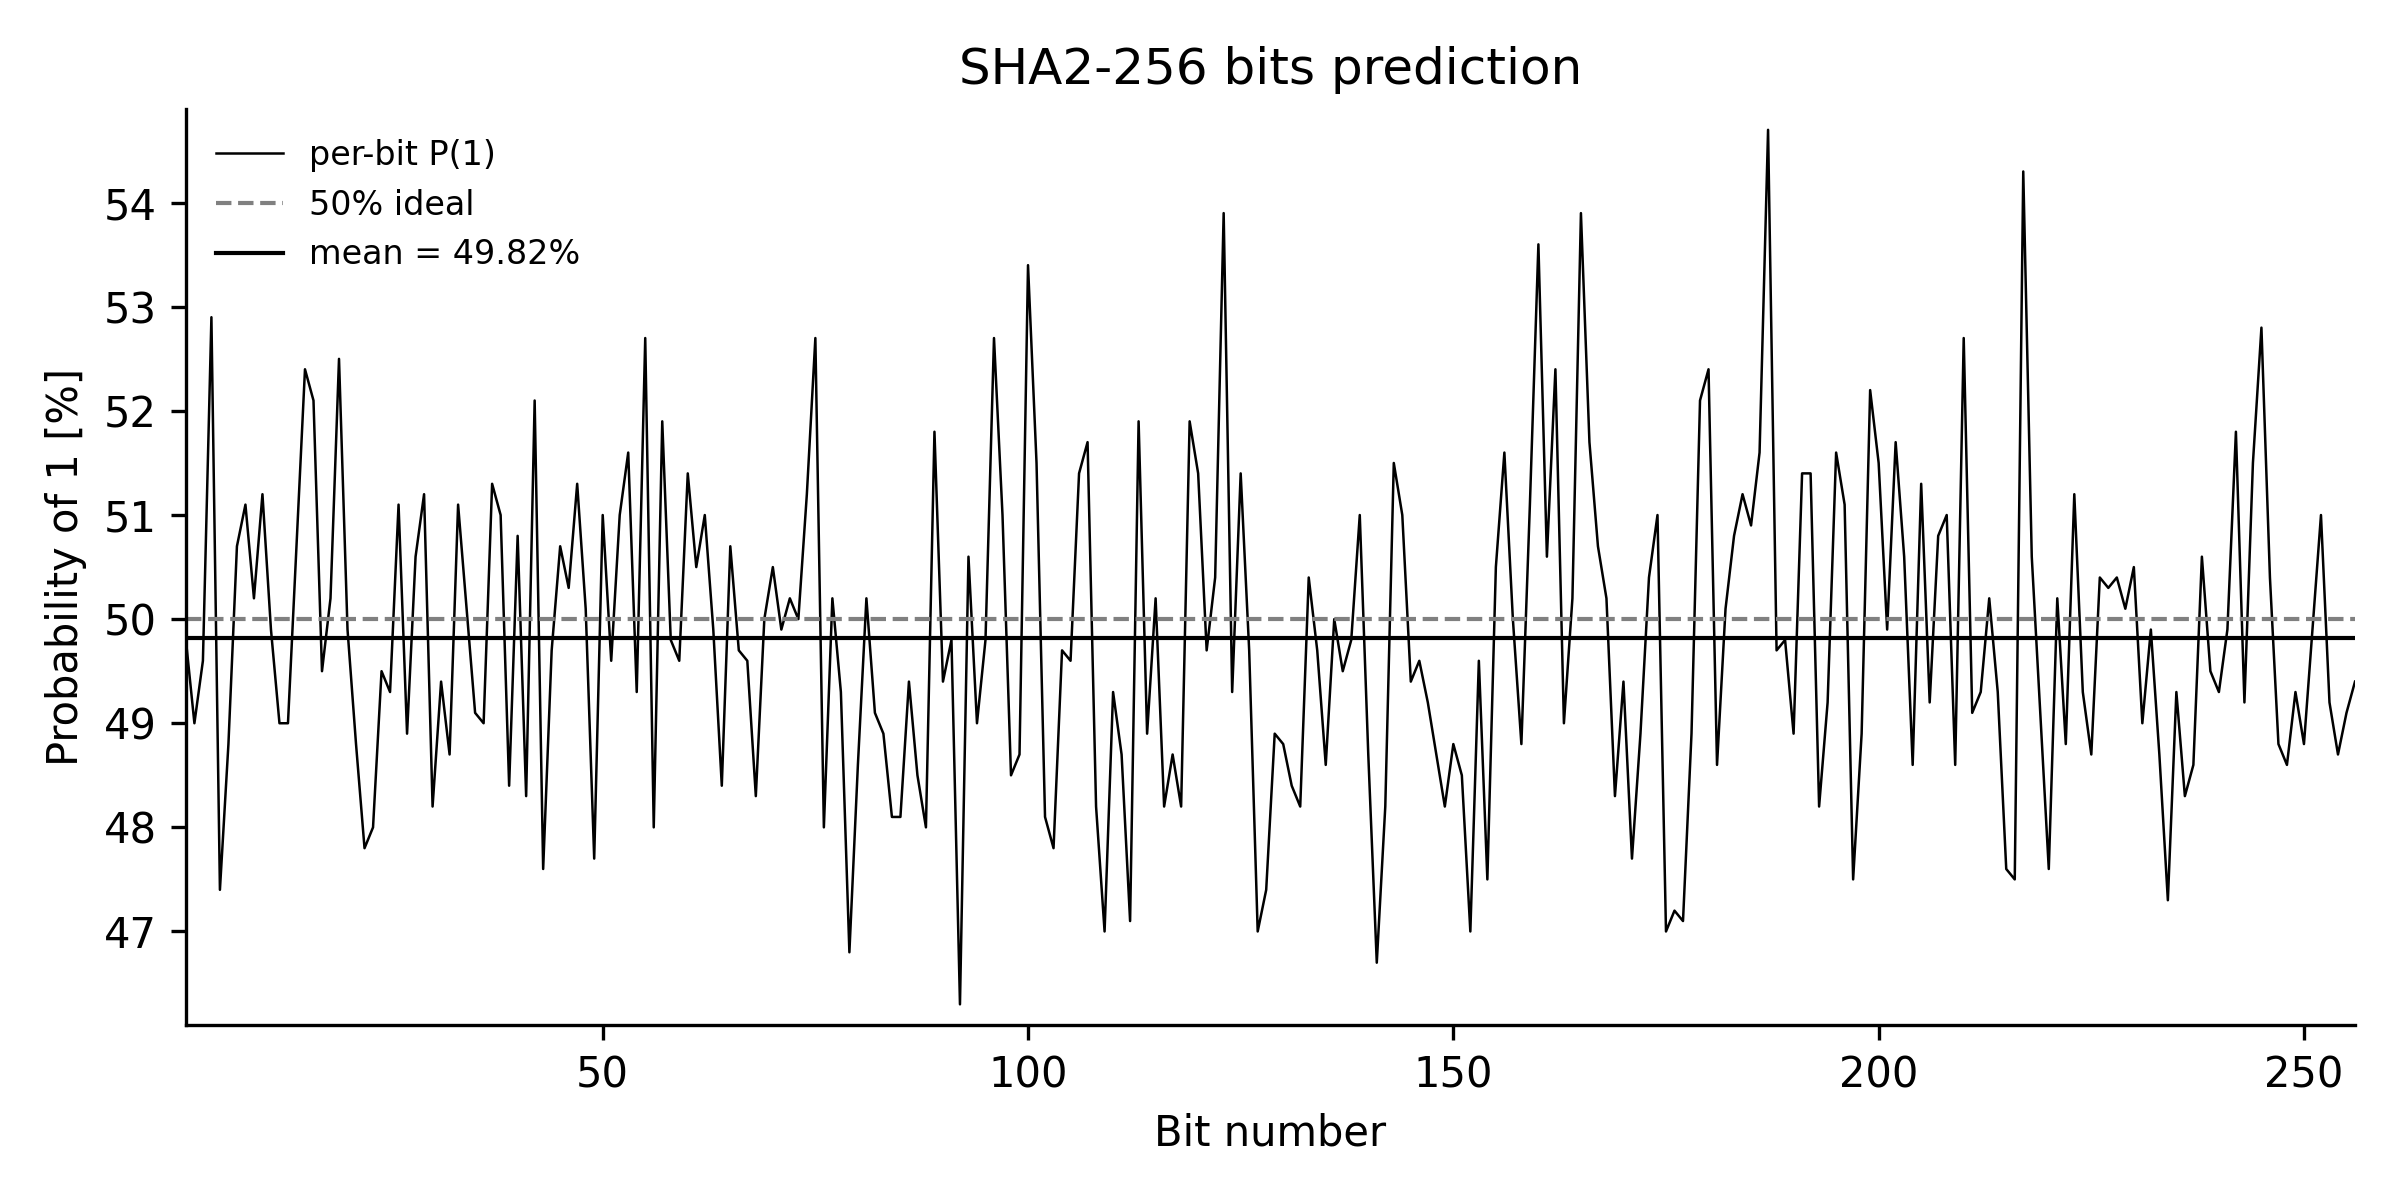 SHA2-256 bits prediction
per-bit P(1)
50% ideal
mean = 49.82%
Probability of 1 [%]
54
53
52
51
50
49
48
47
50
100
150
200
250
Bit number